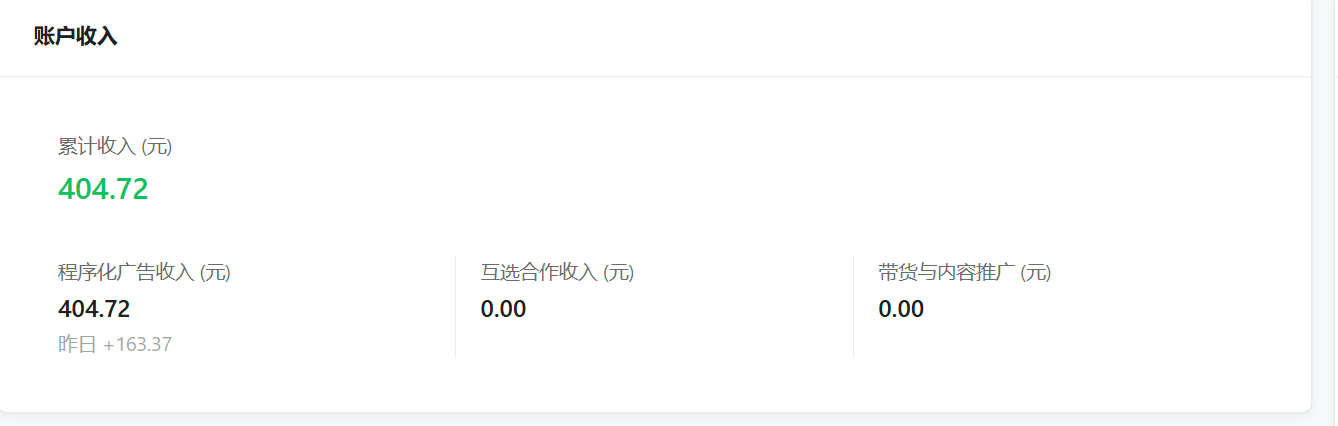 账户收入
累计收入 (元)
404.72
程序化广告收入 (元)
404.72
昨日 +163.37
互选合作收入 (元)
0.00
带货与内容推广 (元)
0.00